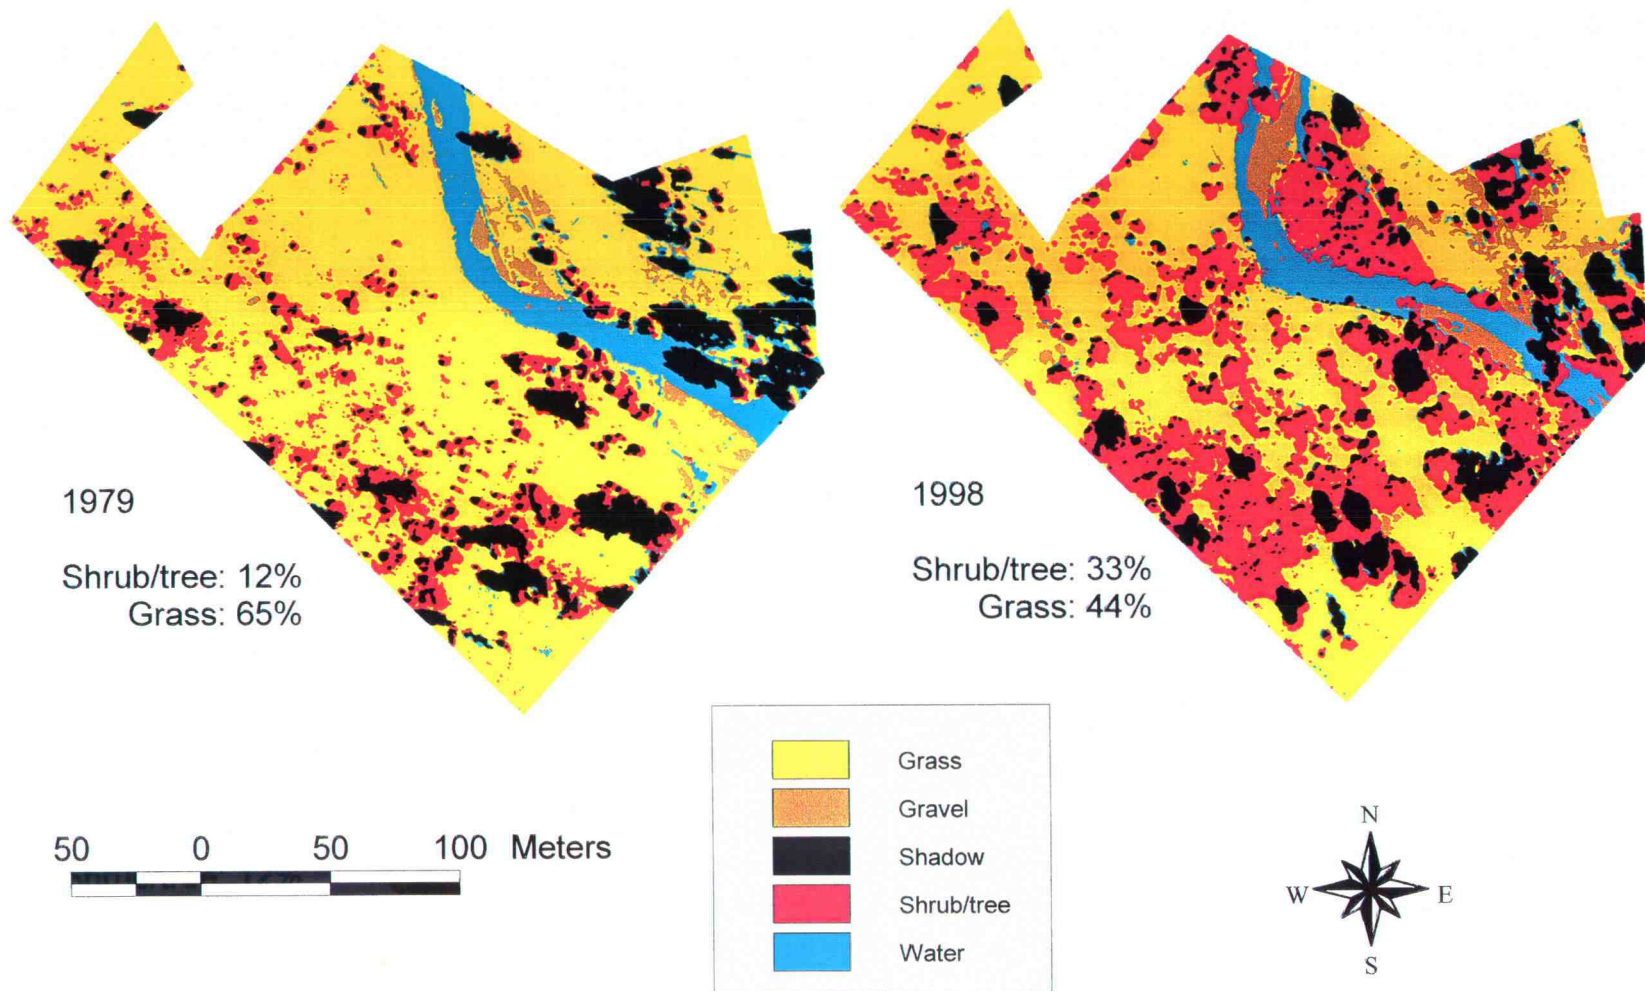 1979
Shrub/tree: 12%
Grass: 65%
1998
Shrub/tree: 33%
Grass: 44%
50 0 50 100 Meters
Grass
Gravel
Shadow
Shrub/tree
Water
N
W E
S